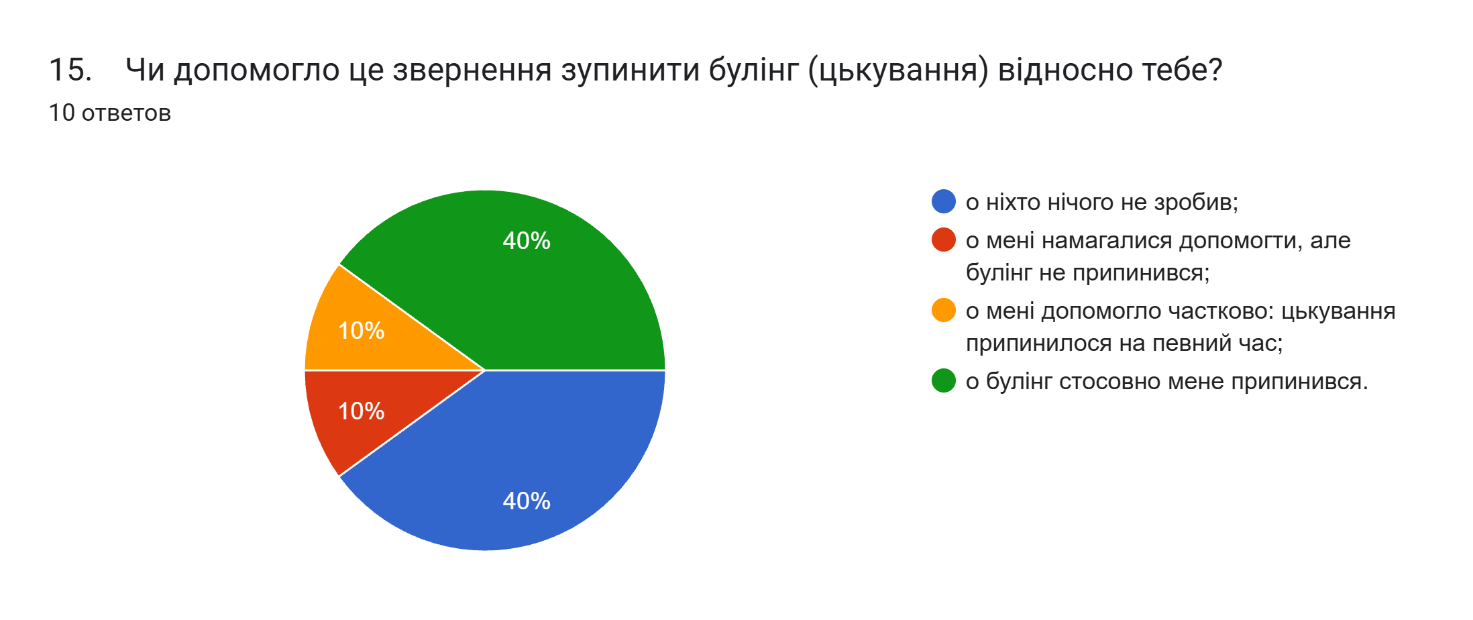 15. Чи допомогло це звернення зупинити булінг (цькування) відносно тебе?
10 ответов
40%
10%
10%
40%
о ніхто нічого не зробив;
о мені намагалися допомогти, але
булінг не припинився;
о мені допомогло частково: цькування
припинилося на певний час;
о булінг стосовно мене припинився.